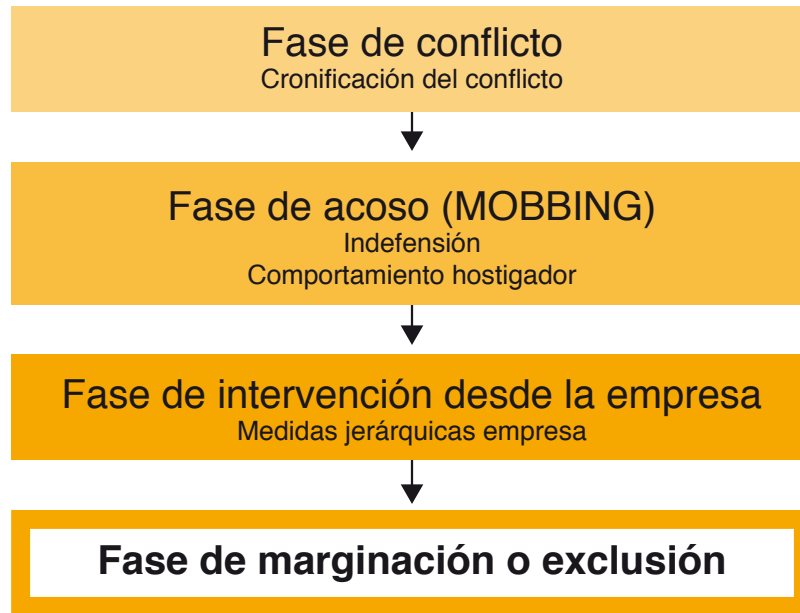 Fase de conflicto
Cronificación del conflicto
Fase de acoso (MOBBING)
Indefensión
Comportamiento hostigador
Fase de intervención desde la empresa
Medidas jerárquicas empresa
Fase de marginación o exclusión